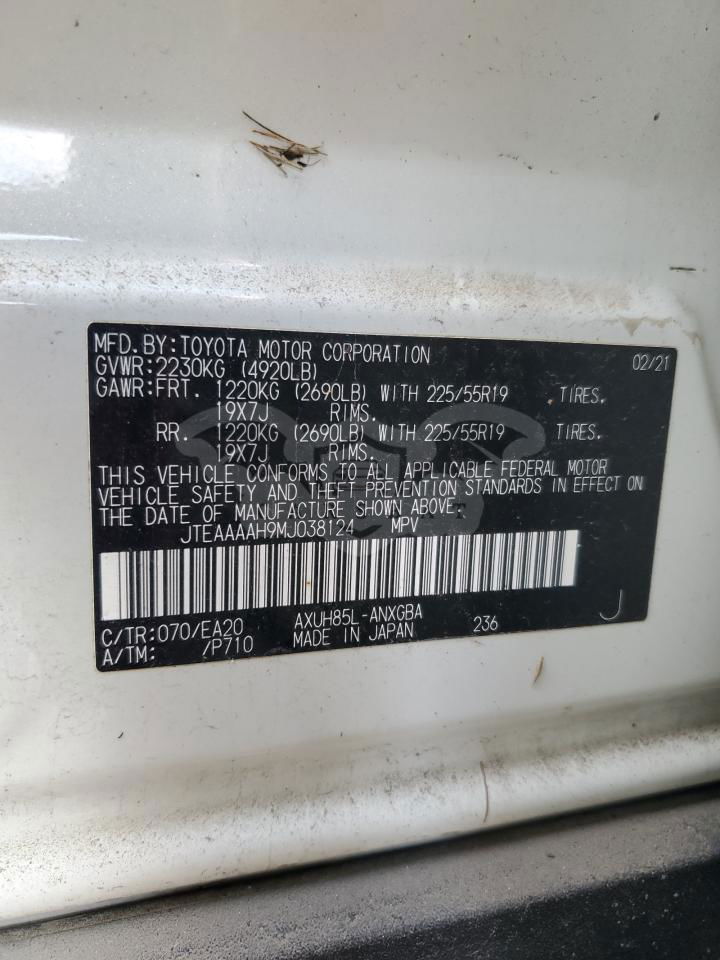 MFD.BY:TOYOTA MOTOR CORPORATION 02/21
GVWR:2230KG (4920LB)
GAWR:FRT. 1220KG (2690LB) WITH 225/55R19 TIRES.
19X7J RIMS.
RR. 1220KG (2690LB) WITH 225/55R19 TIRES.
19X7J RIMS.
THIS VEHICLE CONFORMS TO ALL APPLICABLE FEDERAL MOTOR
VEHICLE SAFETY AND THEFT PREVENTION STANDARDS IN EFFECT ON
THE DATE OF MANUFACTURE SHOWN ABOVE.
JTEAAAAH9MJ038124 MPV
C/TR:070/EA20 AXUH85L-ANXGBA 236 J
A/TM: /P710 MADE IN JAPAN